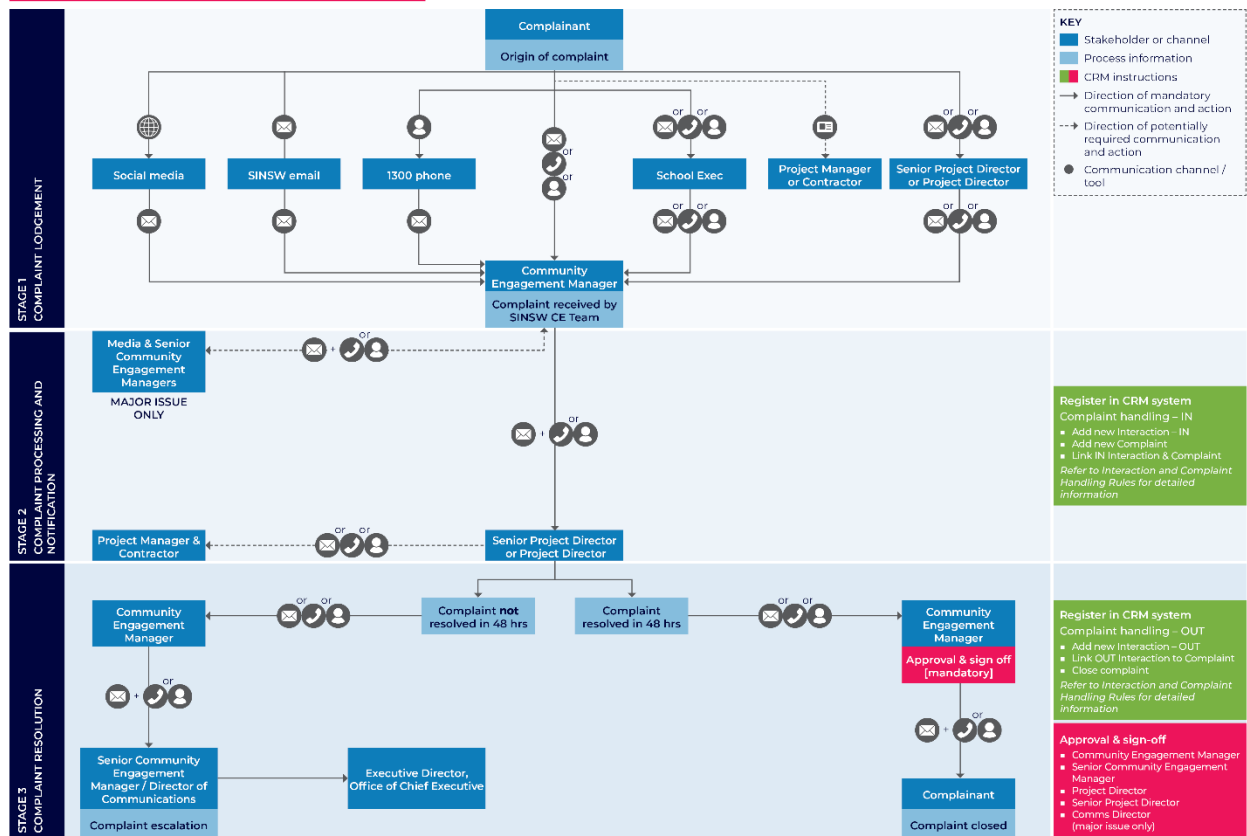 Complainant
Origin of complaint
or or
or or
or
or
Social media
SINSW email
1300 phone
School Exec
Project Manager
or Contractor
Senior Project Director
or Project Director
or or
or or
Community
Engagement Manager
Complaint received by
SINSW CE Team
STAGE 1
COMPLAINT LODGEMENT
KEY
Stakeholder or channel
Process information
CRM instructions
Direction of mandatory
communication and action
Direction of potentially
required communication
and action
Communication channel /
tool
Media & Senior
Community
Engagement
Managers
MAJOR ISSUE
ONLY
or
+
or
+
Project Manager &
Contractor
or or
Senior Project Director
or Project Director
STAGE 2
COMPLAINT PROCESSING AND
NOTIFICATION
Register in CRM system
Complaint handling – IN
▪ Add new Interaction – IN
▪ Add new Complaint
▪ Link IN Interaction & Complaint
Refer to Interaction and Complaint
Handling Rules for detailed
information
Community
Engagement
Manager
or or
Complaint not
resolved in 48 hrs
Complaint
resolved in 48 hrs
or or
Community
Engagement
Manager
Approval & sign off
[mandatory]
or
+
or
+
Senior Community
Engagement
Manager / Director of
Communications
Complaint escalation
Executive Director,
Office of Chief Executive
Complainant
Complaint closed
STAGE 3
COMPLAINT RESOLUTION
Register in CRM system
Complaint handling – OUT
▪ Add new Interaction – OUT
▪ Link OUT Interaction to Complaint
▪ Close complaint
Refer to Interaction and Complaint
Handling Rules for detailed
information
Approval & sign-off
▪ Community Engagement Manager
▪ Senior Community Engagement
Manager
▪ Project Director
▪ Senior Project Director
▪ Comms Director
(major issue only)